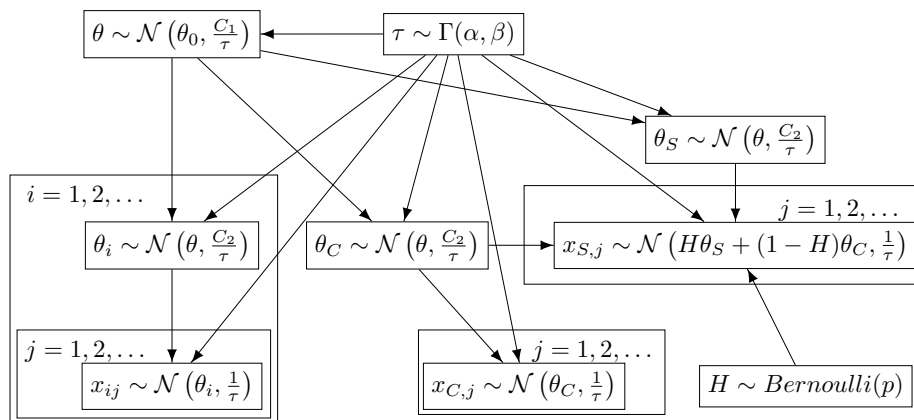 θ ∼ N (θ₀, C₁/τ)
τ ∼ Γ(α, β)
θ_S ∼ N (θ, C₂/τ)
i = 1, 2, . . .
j = 1, 2, . . .
θ_i ∼ N (θ, C₂/τ)
θ_C ∼ N (θ, C₂/τ)
x_{S,j} ∼ N (Hθ_S + (1 − H)θ_C, 1/τ)
j = 1, 2, . . .
j = 1, 2, . . .
x_{ij} ∼ N (θ_i, 1/τ)
x_{C,j} ∼ N (θ_C, 1/τ)
H ∼ Bernoulli(p)